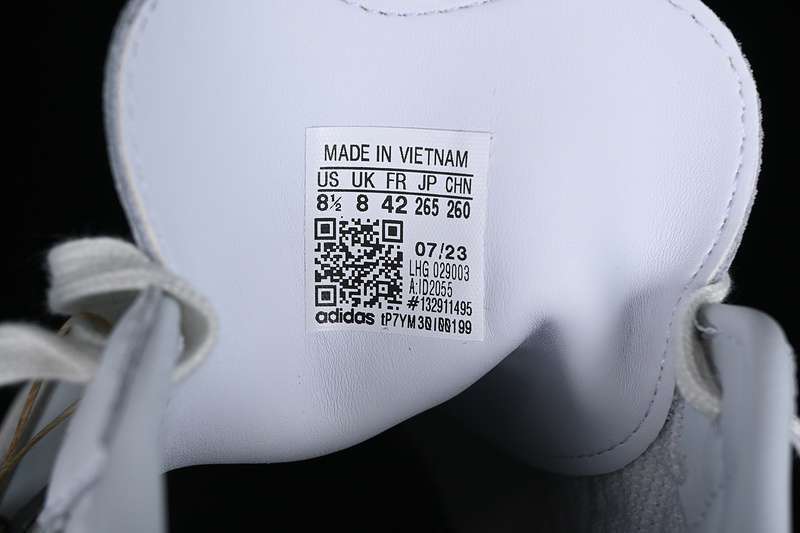 MADE IN VIETNAM
US UK FR JP CHN
8½ 8 42 265 260
07/23
LHG 029003
A:ID2055
#132911495
adidas tP7YM30I00199